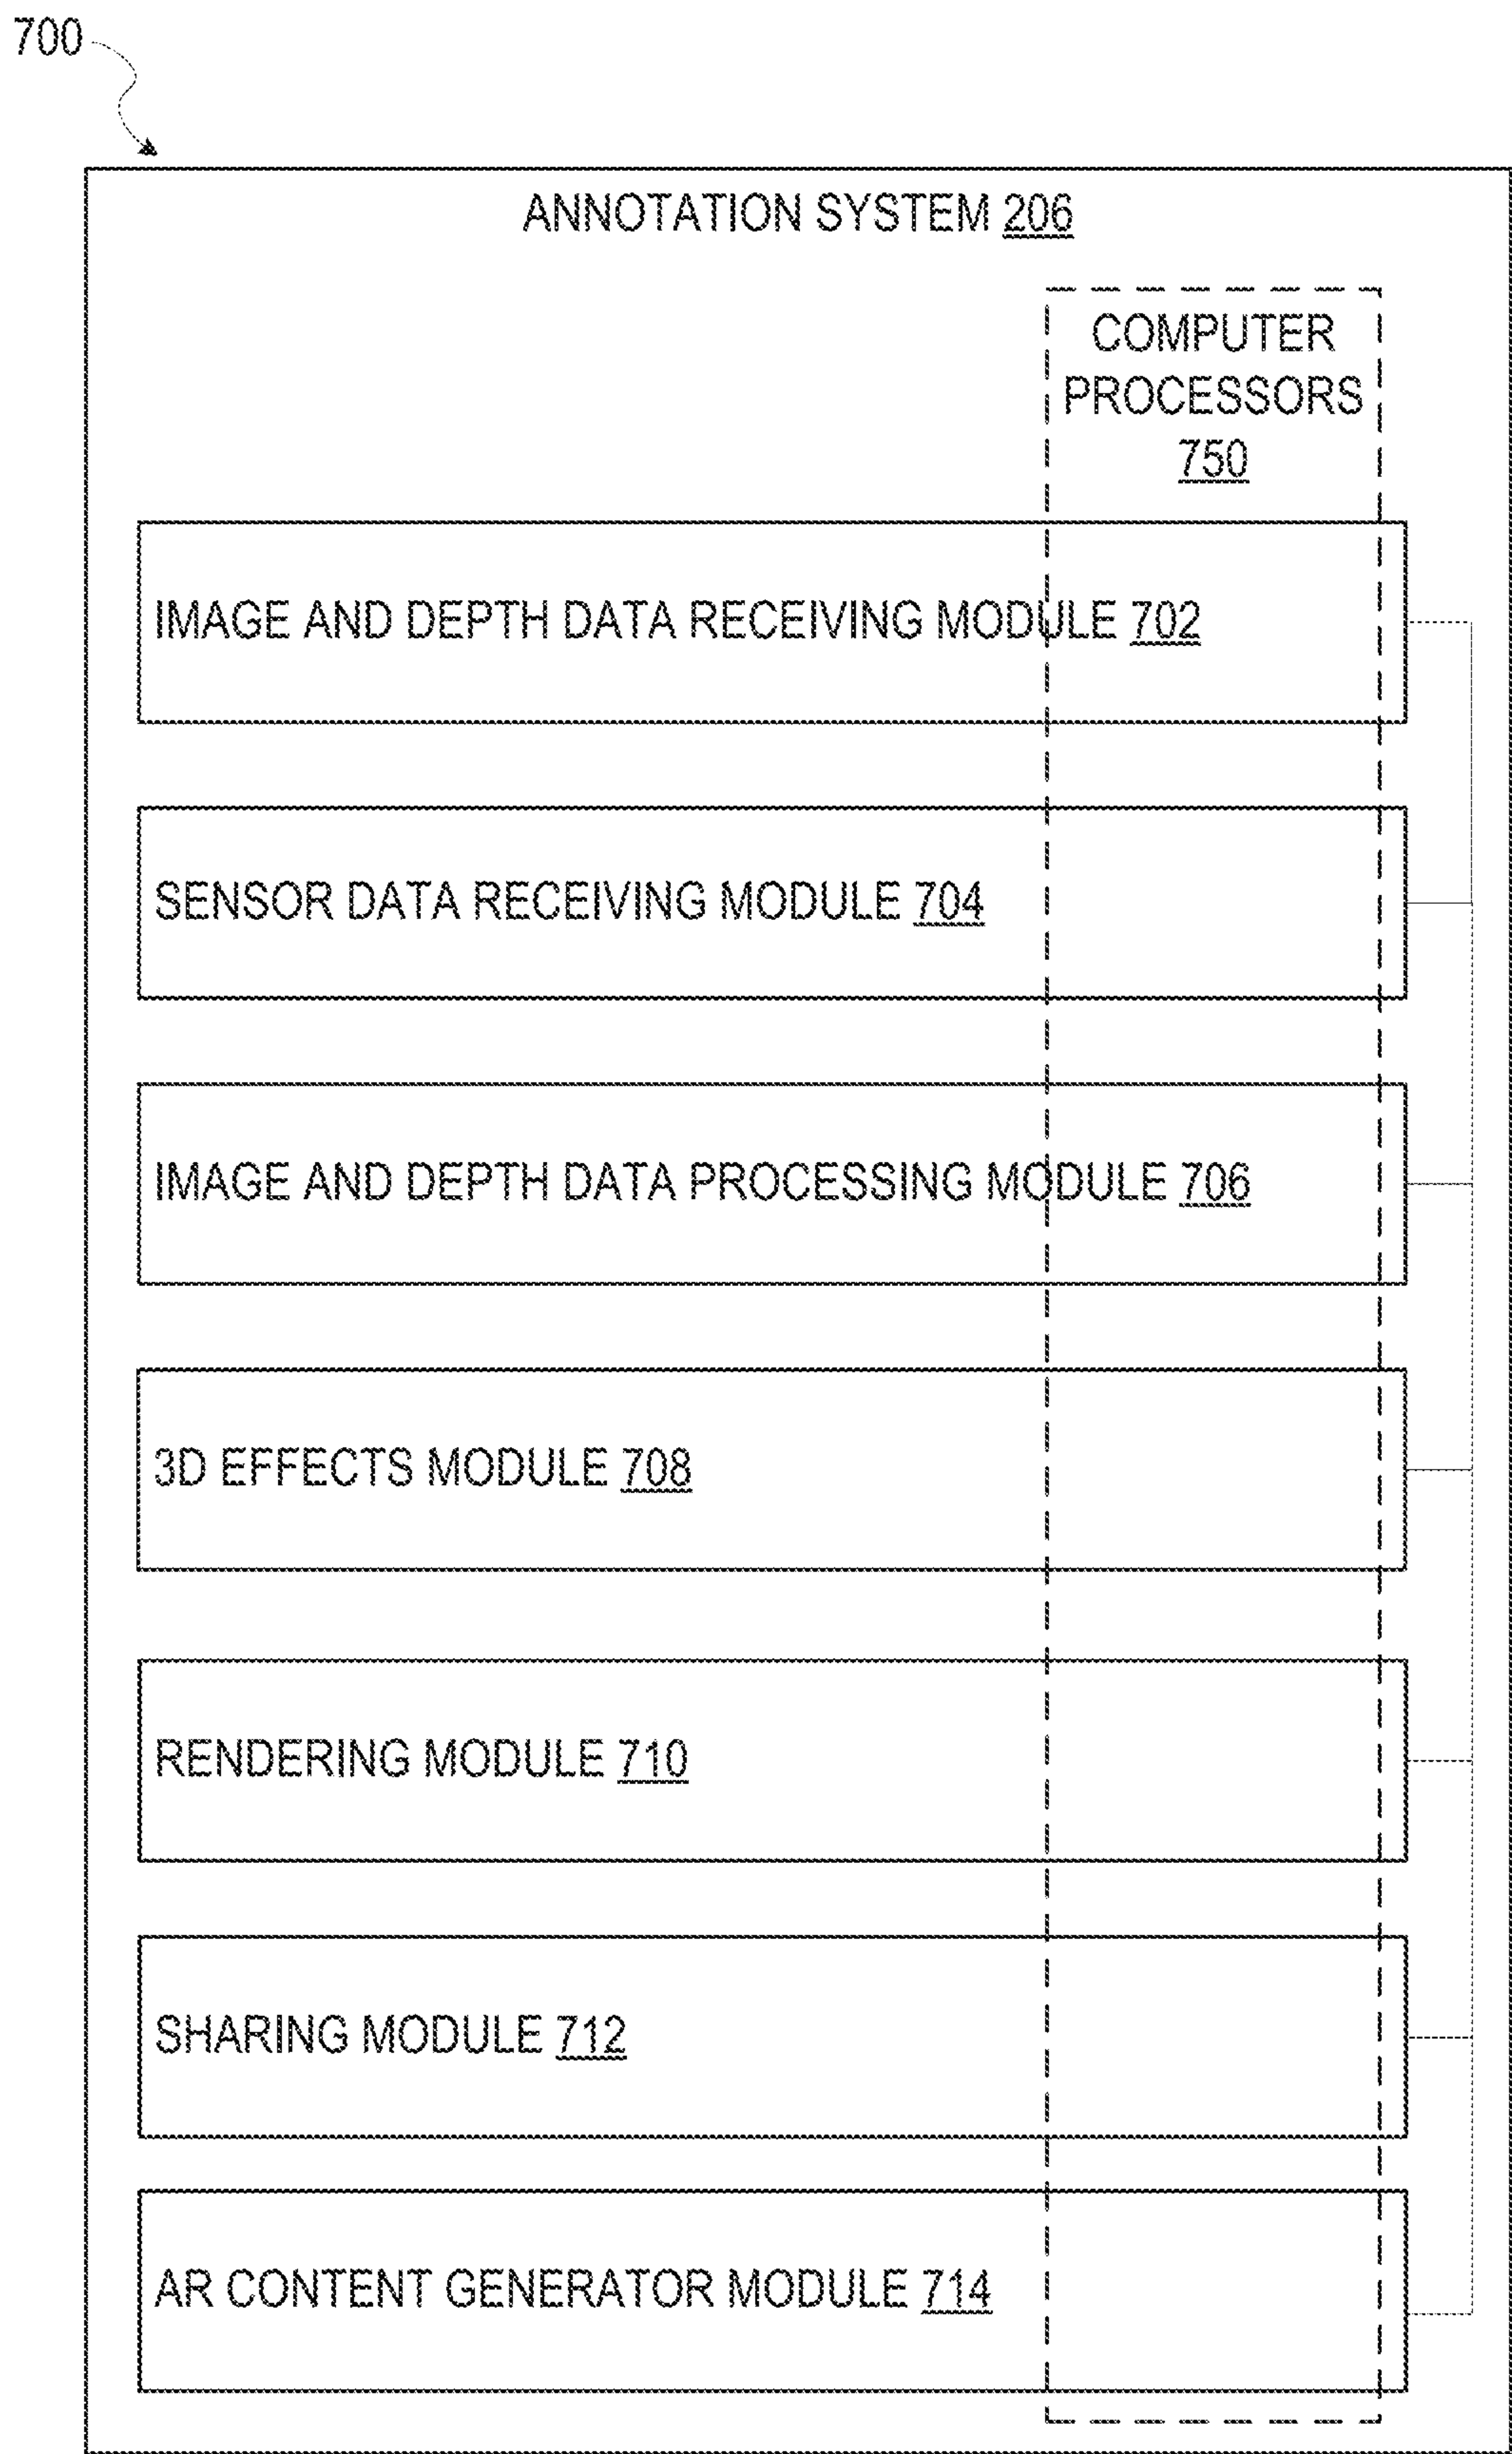 700
ANNOTATION SYSTEM 206
COMPUTER
PROCESSORS
750
IMAGE AND DEPTH DATA RECEIVING MODULE 702
SENSOR DATA RECEIVING MODULE 704
IMAGE AND DEPTH DATA PROCESSING MODULE 706
3D EFFECTS MODULE 708
RENDERING MODULE 710
SHARING MODULE 712
AR CONTENT GENERATOR MODULE 714